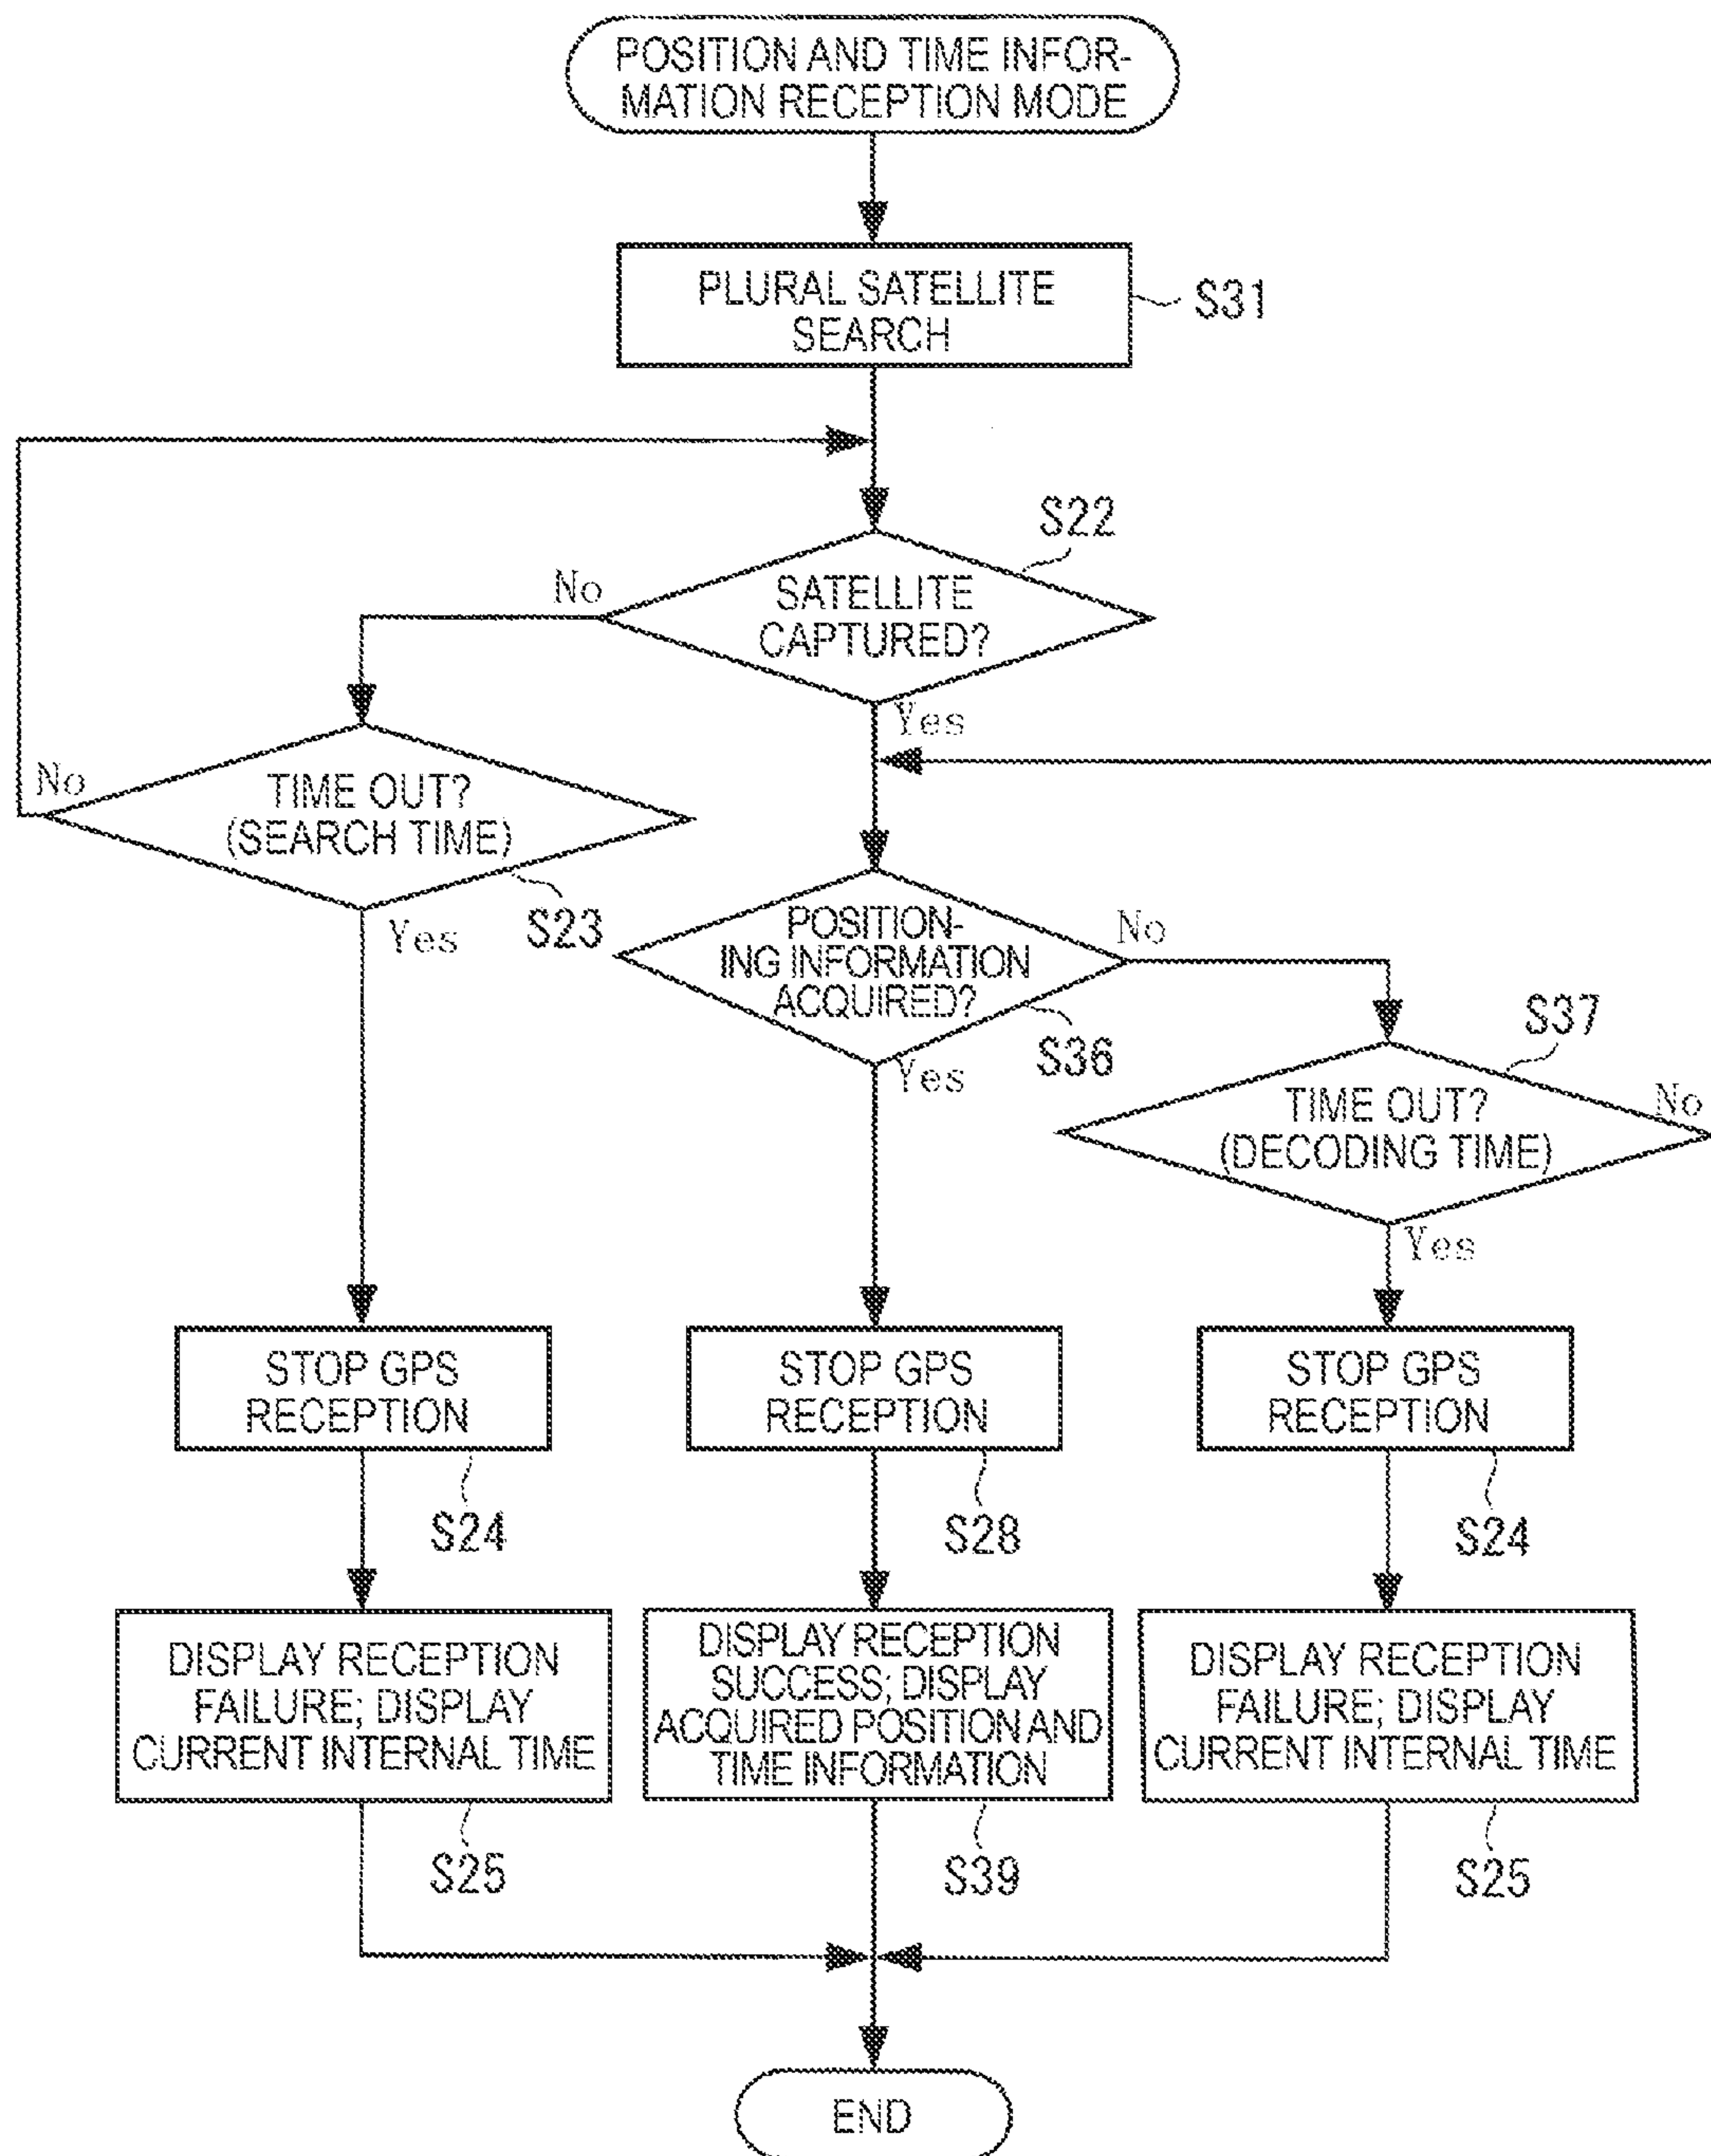 POSITION AND TIME INFOR-
MATION RECEPTION MODE
PLURAL SATELLITE
SEARCH
S31
S22
No
SATELLITE
CAPTURED?
Yes
No
TIME OUT?
(SEARCH TIME)
S23
Yes
POSITION-
ING INFORMATION
ACQUIRED?
No
S36
Yes
S37
TIME OUT?
(DECODING TIME)
No
Yes
STOP GPS
RECEPTION
S24
STOP GPS
RECEPTION
S28
STOP GPS
RECEPTION
S24
DISPLAY RECEPTION
FAILURE; DISPLAY
CURRENT INTERNAL TIME
S25
DISPLAY RECEPTION
SUCCESS; DISPLAY
ACQUIRED POSITION AND
TIME INFORMATION
S39
DISPLAY RECEPTION
FAILURE; DISPLAY
CURRENT INTERNAL TIME
S25
END